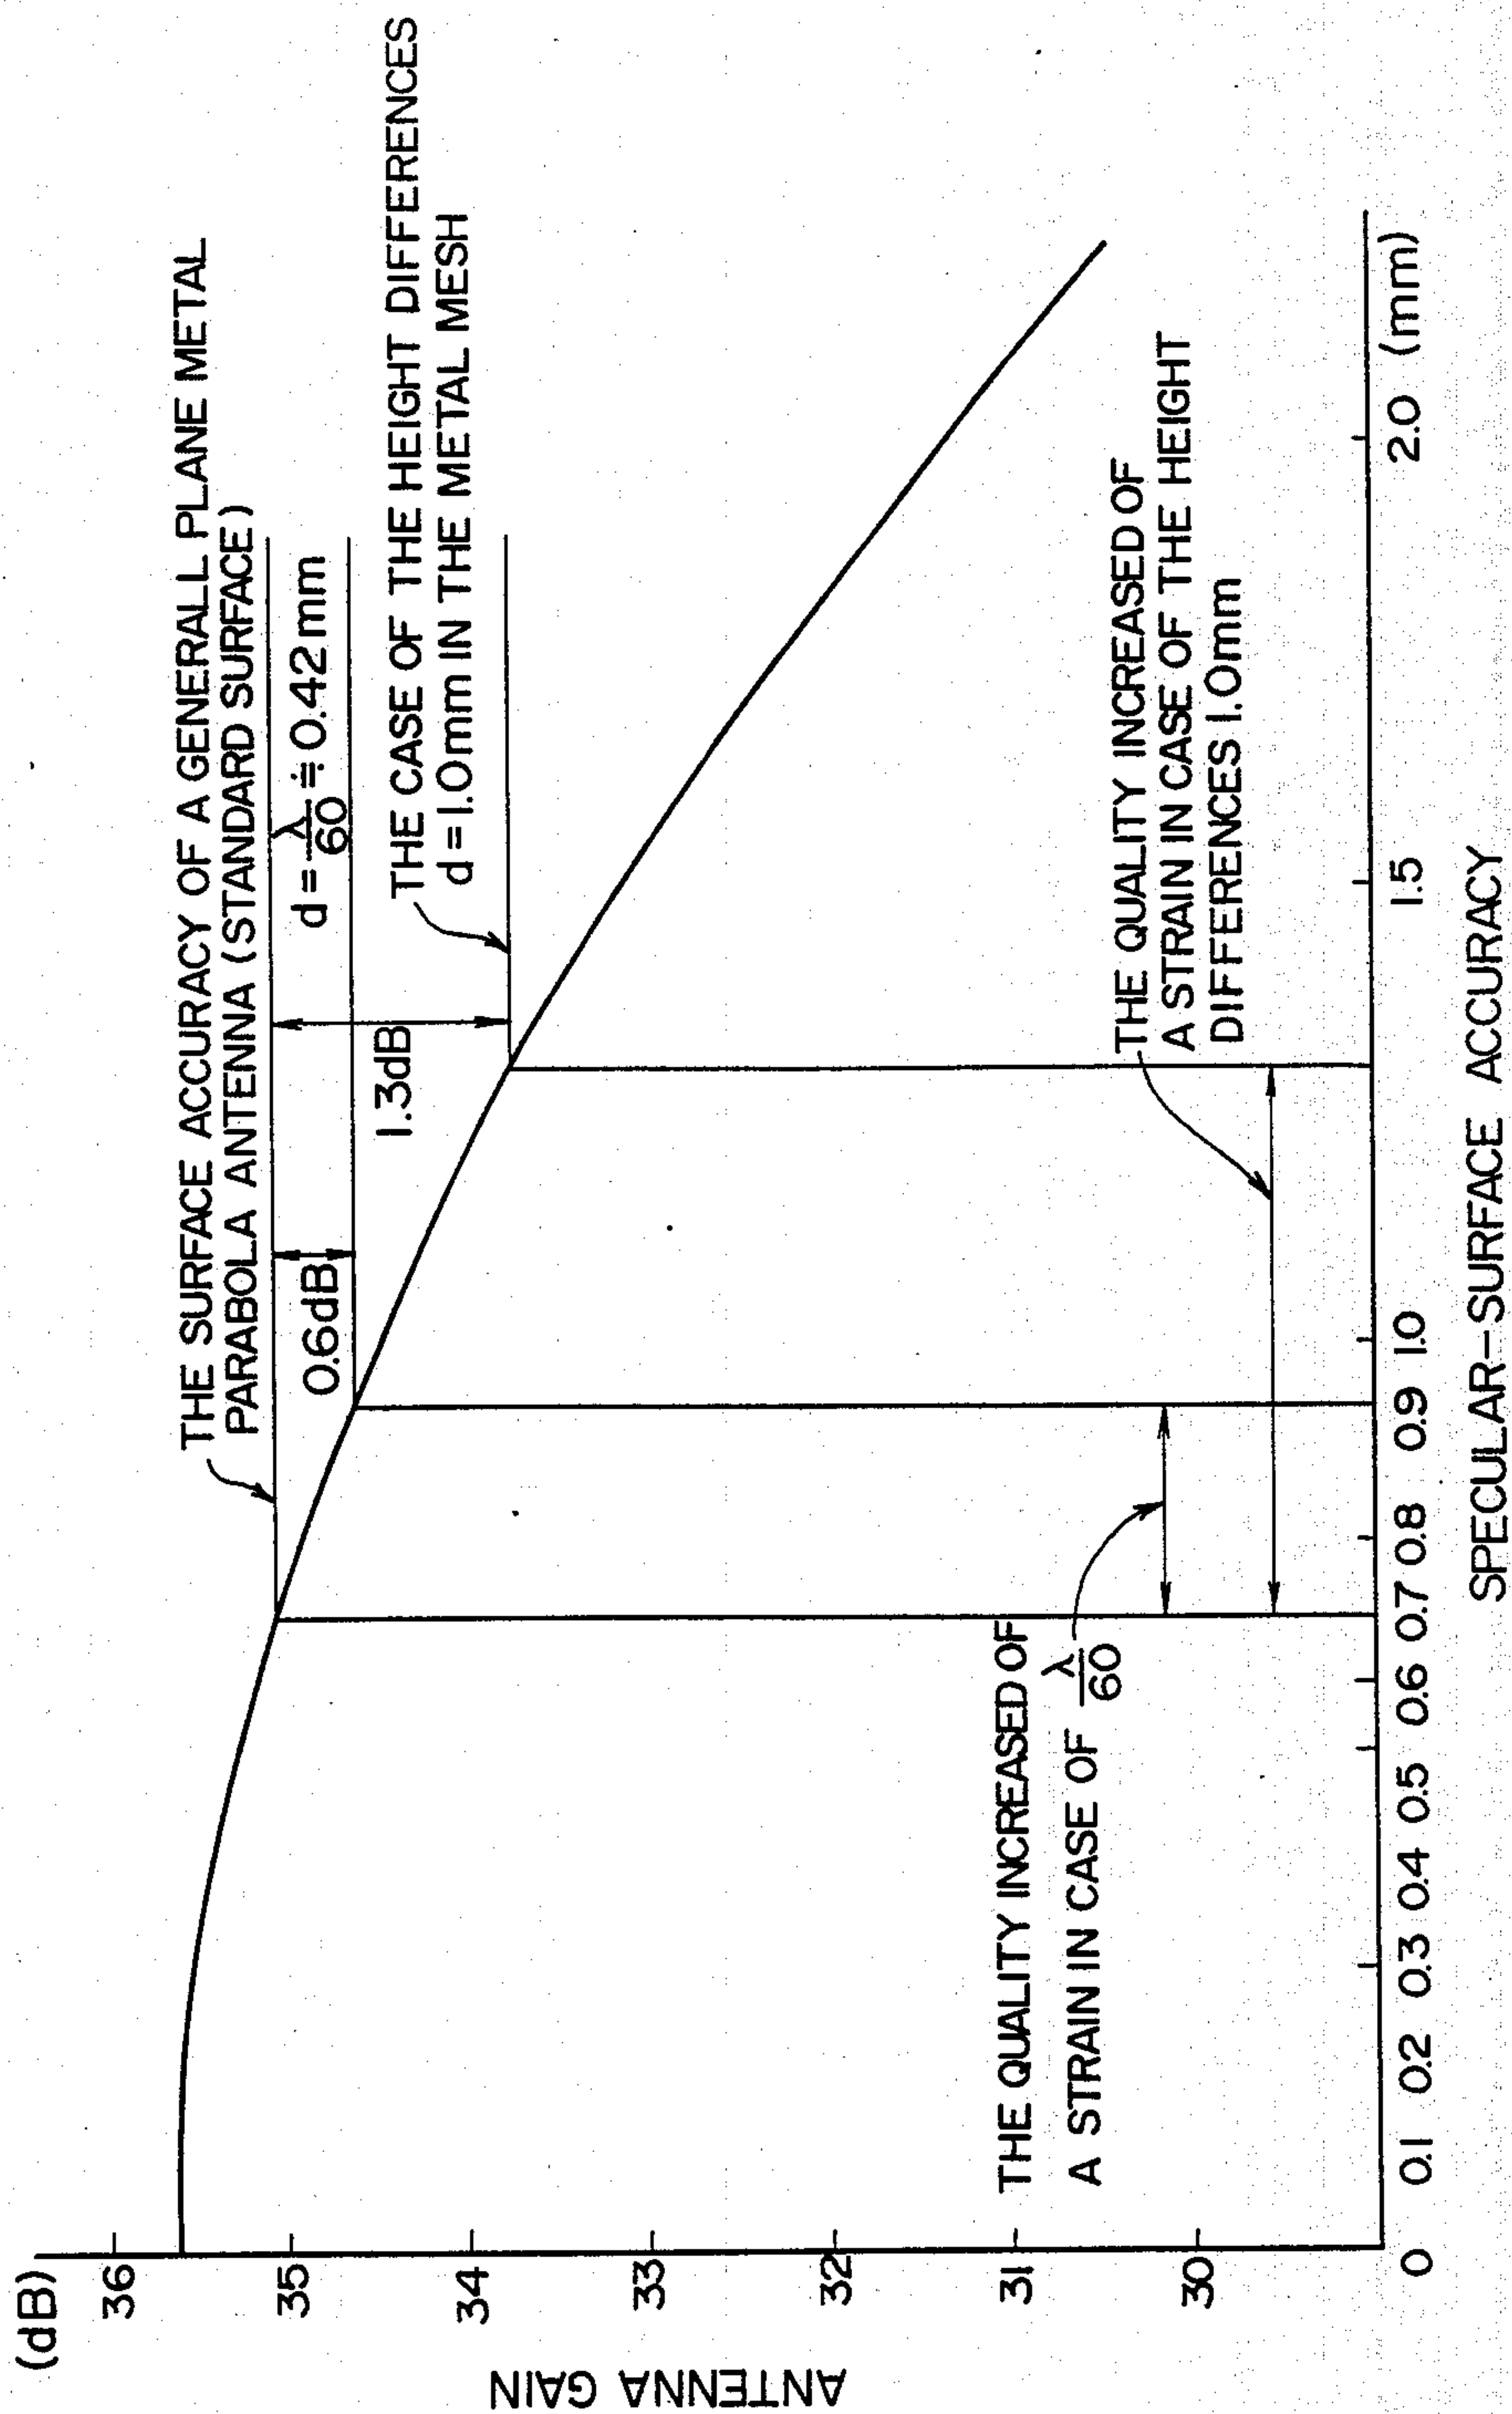 (dB)
36
35
34
33
32
31
30
ANTENNA GAIN
THE SURFACE ACCURACY OF A GENERALL PLANE METAL
PARABOLA ANTENNA (STANDARD SURFACE)
d = λ/60 ≒ 0.42 mm
0.6dB
1.3dB
THE CASE OF THE HEIGHT DIFFERENCES
d = 1.0mm IN THE METAL MESH
THE QUALITY INCREASED OF
A STRAIN IN CASE OF λ/60
THE QUALITY INCREASED OF
A STRAIN IN CASE OF THE HEIGHT
DIFFERENCES 1.0mm
0 0.1 0.2 0.3 0.4 0.5 0.6 0.7 0.8 0.9 1.0 1.5 2.0 (mm)
SPECULAR-SURFACE ACCURACY